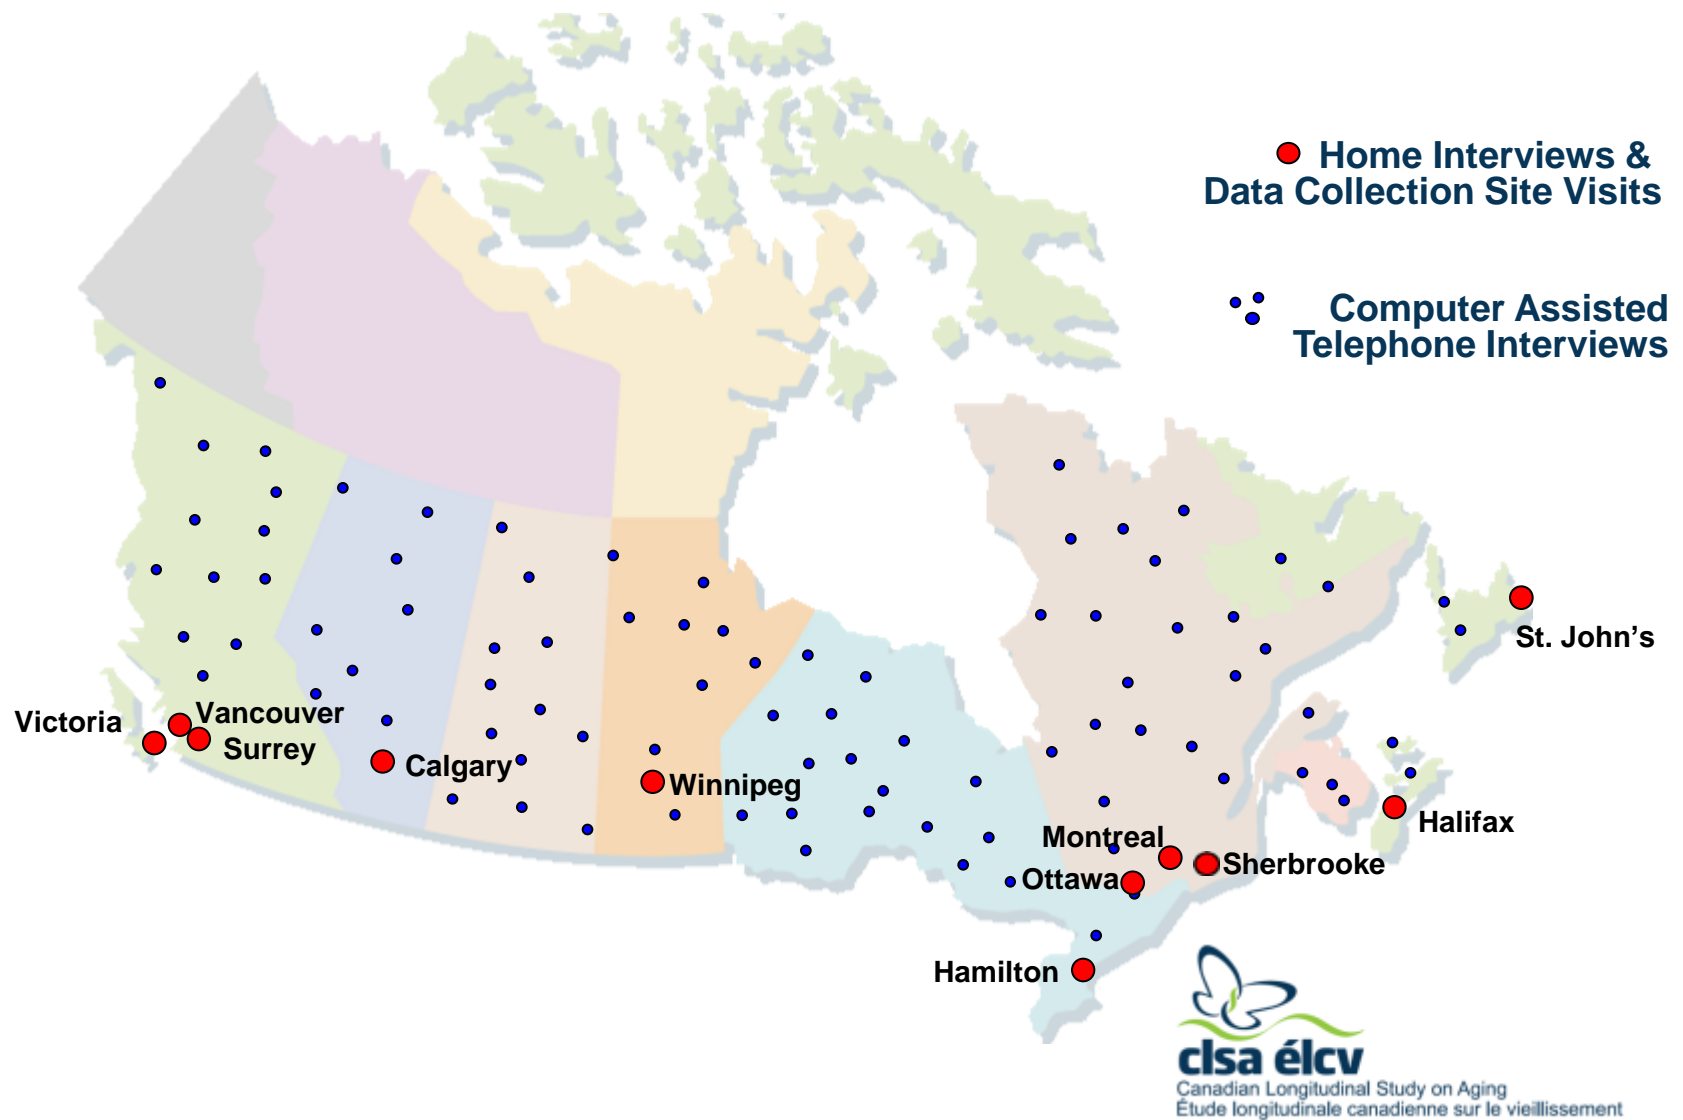 Home Interviews &
Data Collection Site Visits
Computer Assisted
Telephone Interviews
St. John’s
Victoria
Vancouver
Surrey
Calgary
Winnipeg
Halifax
Montreal
Sherbrooke
Ottawa
Hamilton
clsa élcv
Canadian Longitudinal Study on Aging
Étude longitudinale canadienne sur le vieillissement